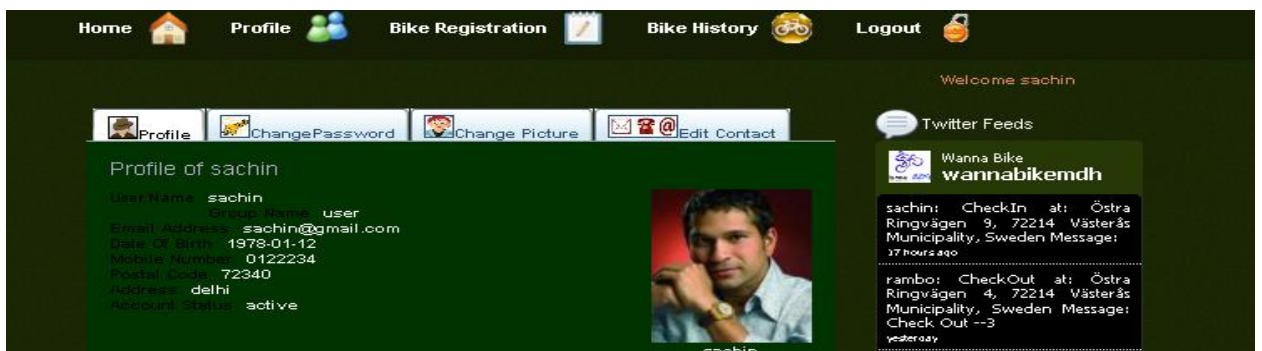 Home Profile Bike Registration Bike History Logout
Welcome sachin
Profile ChangePassword Change Picture Edit Contact
Profile of sachin
User Name sachin
Group Name user
Email Address sachin@gmail.com
Date Of Birth 1978-01-12
Mobile Number 0122234
Postal Code 72340
Address delhi
Account Status active
sachin
Twitter Feeds
Wanna Bike
wannabikemdh
sachin: CheckIn at: Östra
Ringvägen 9, 72214 Västerås
Municipality, Sweden Message:
17 hours ago
rambo: CheckOut at: Östra
Ringvägen 4, 72214 Västerås
Municipality, Sweden Message:
Check Out --3
yesterday